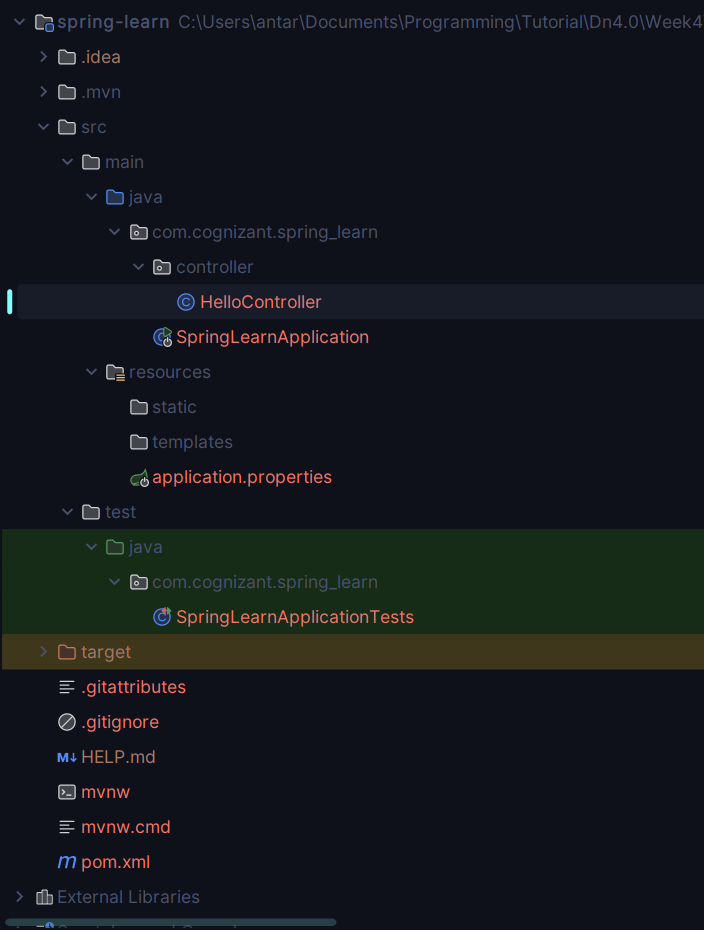 spring-learn C:\Users\antar\Documents\Programming\Tutorial\Dn4.0\Week4
.idea
.mvn
src
main
java
com.cognizant.spring_learn
controller
C HelloController
C SpringLearnApplication
resources
static
templates
application.properties
test
java
com.cognizant.spring_learn
C SpringLearnApplicationTests
target
.gitattributes
.gitignore
M↓ HELP.md
mvnw
mvnw.cmd
m pom.xml
External Libraries